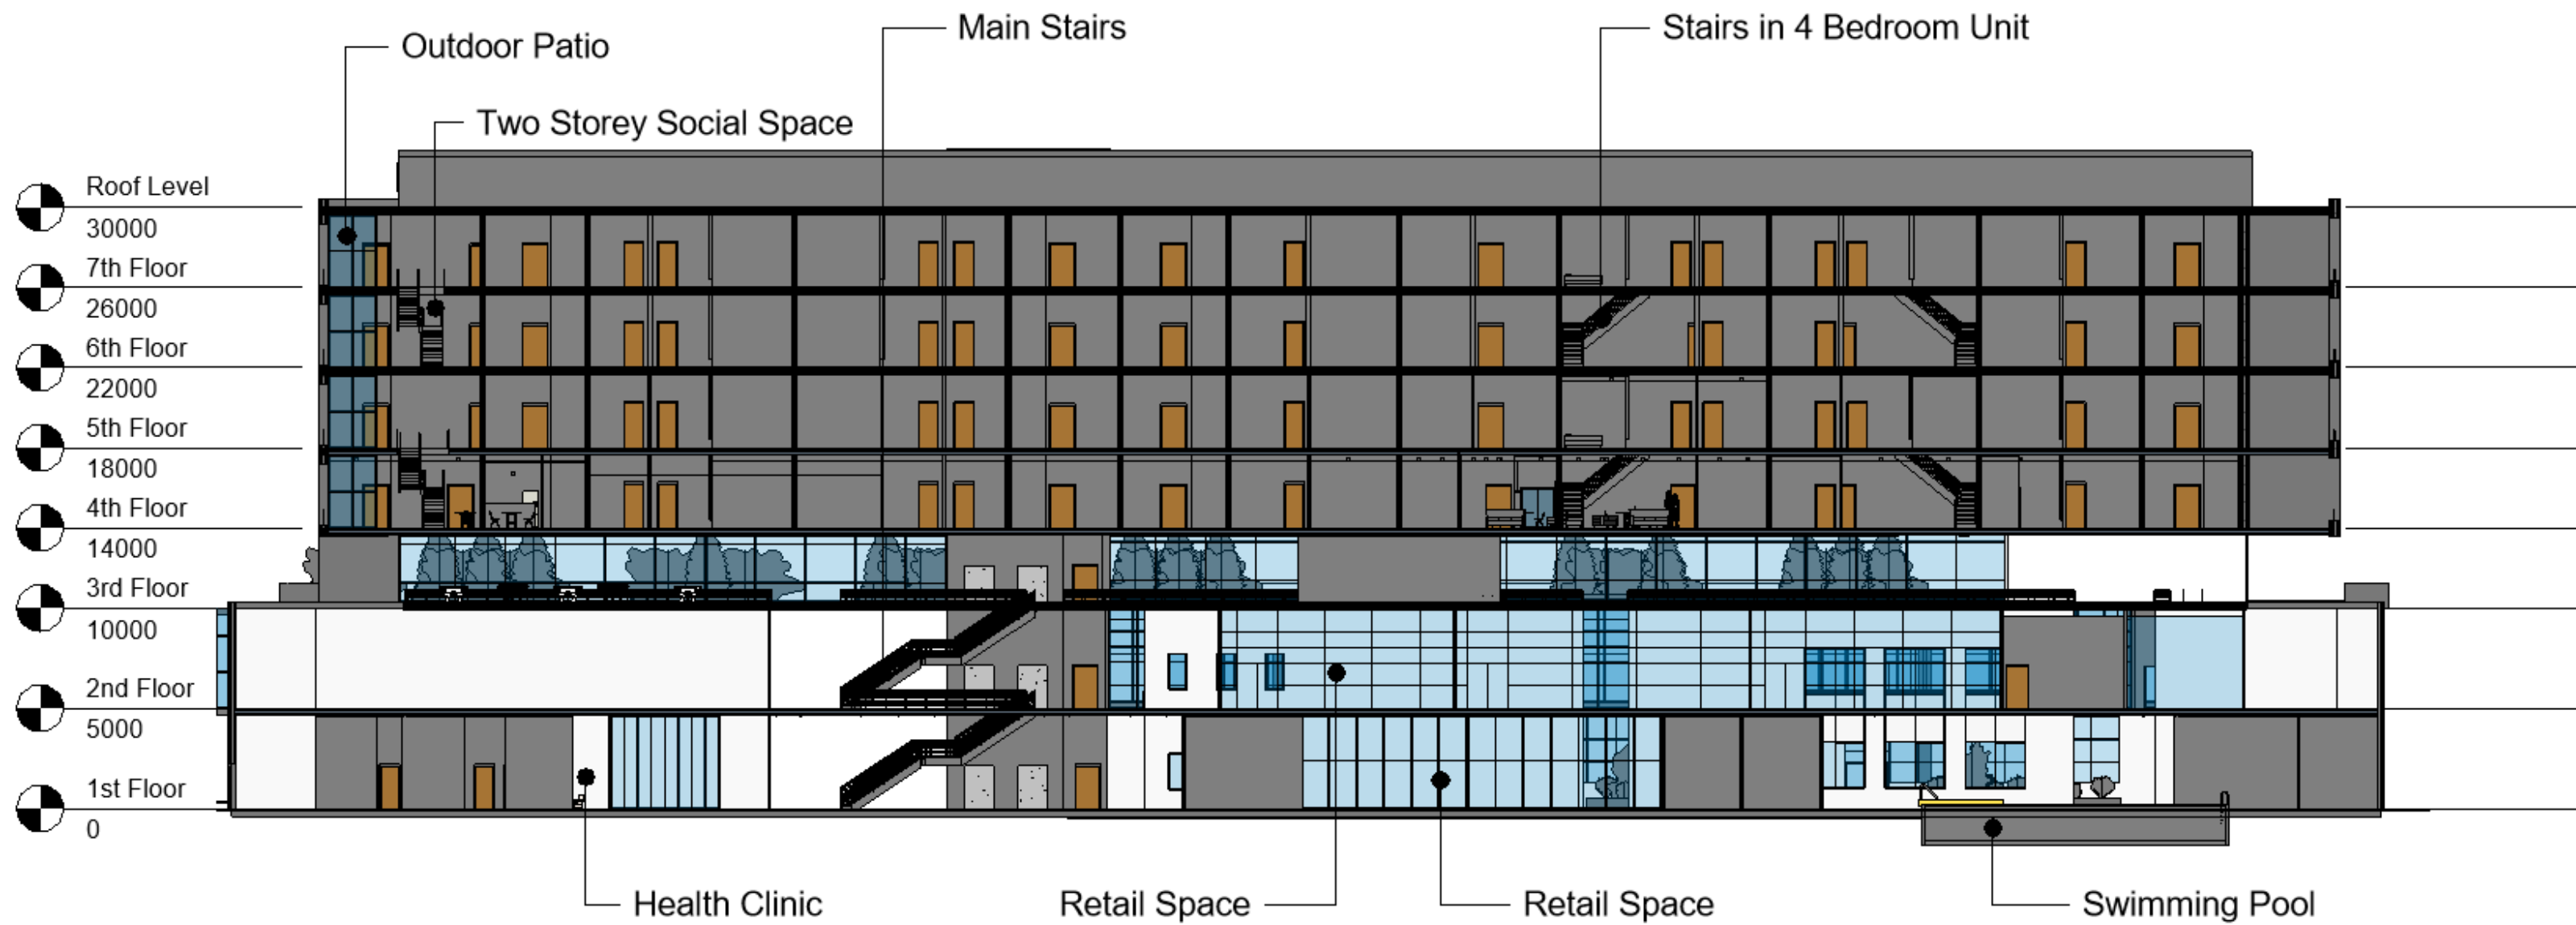 Main Stairs
Stairs in 4 Bedroom Unit
Outdoor Patio
Two Storey Social Space
Roof Level
30000
7th Floor
26000
6th Floor
22000
5th Floor
18000
4th Floor
14000
3rd Floor
10000
2nd Floor
5000
1st Floor
0
Health Clinic
Retail Space
Retail Space
Swimming Pool